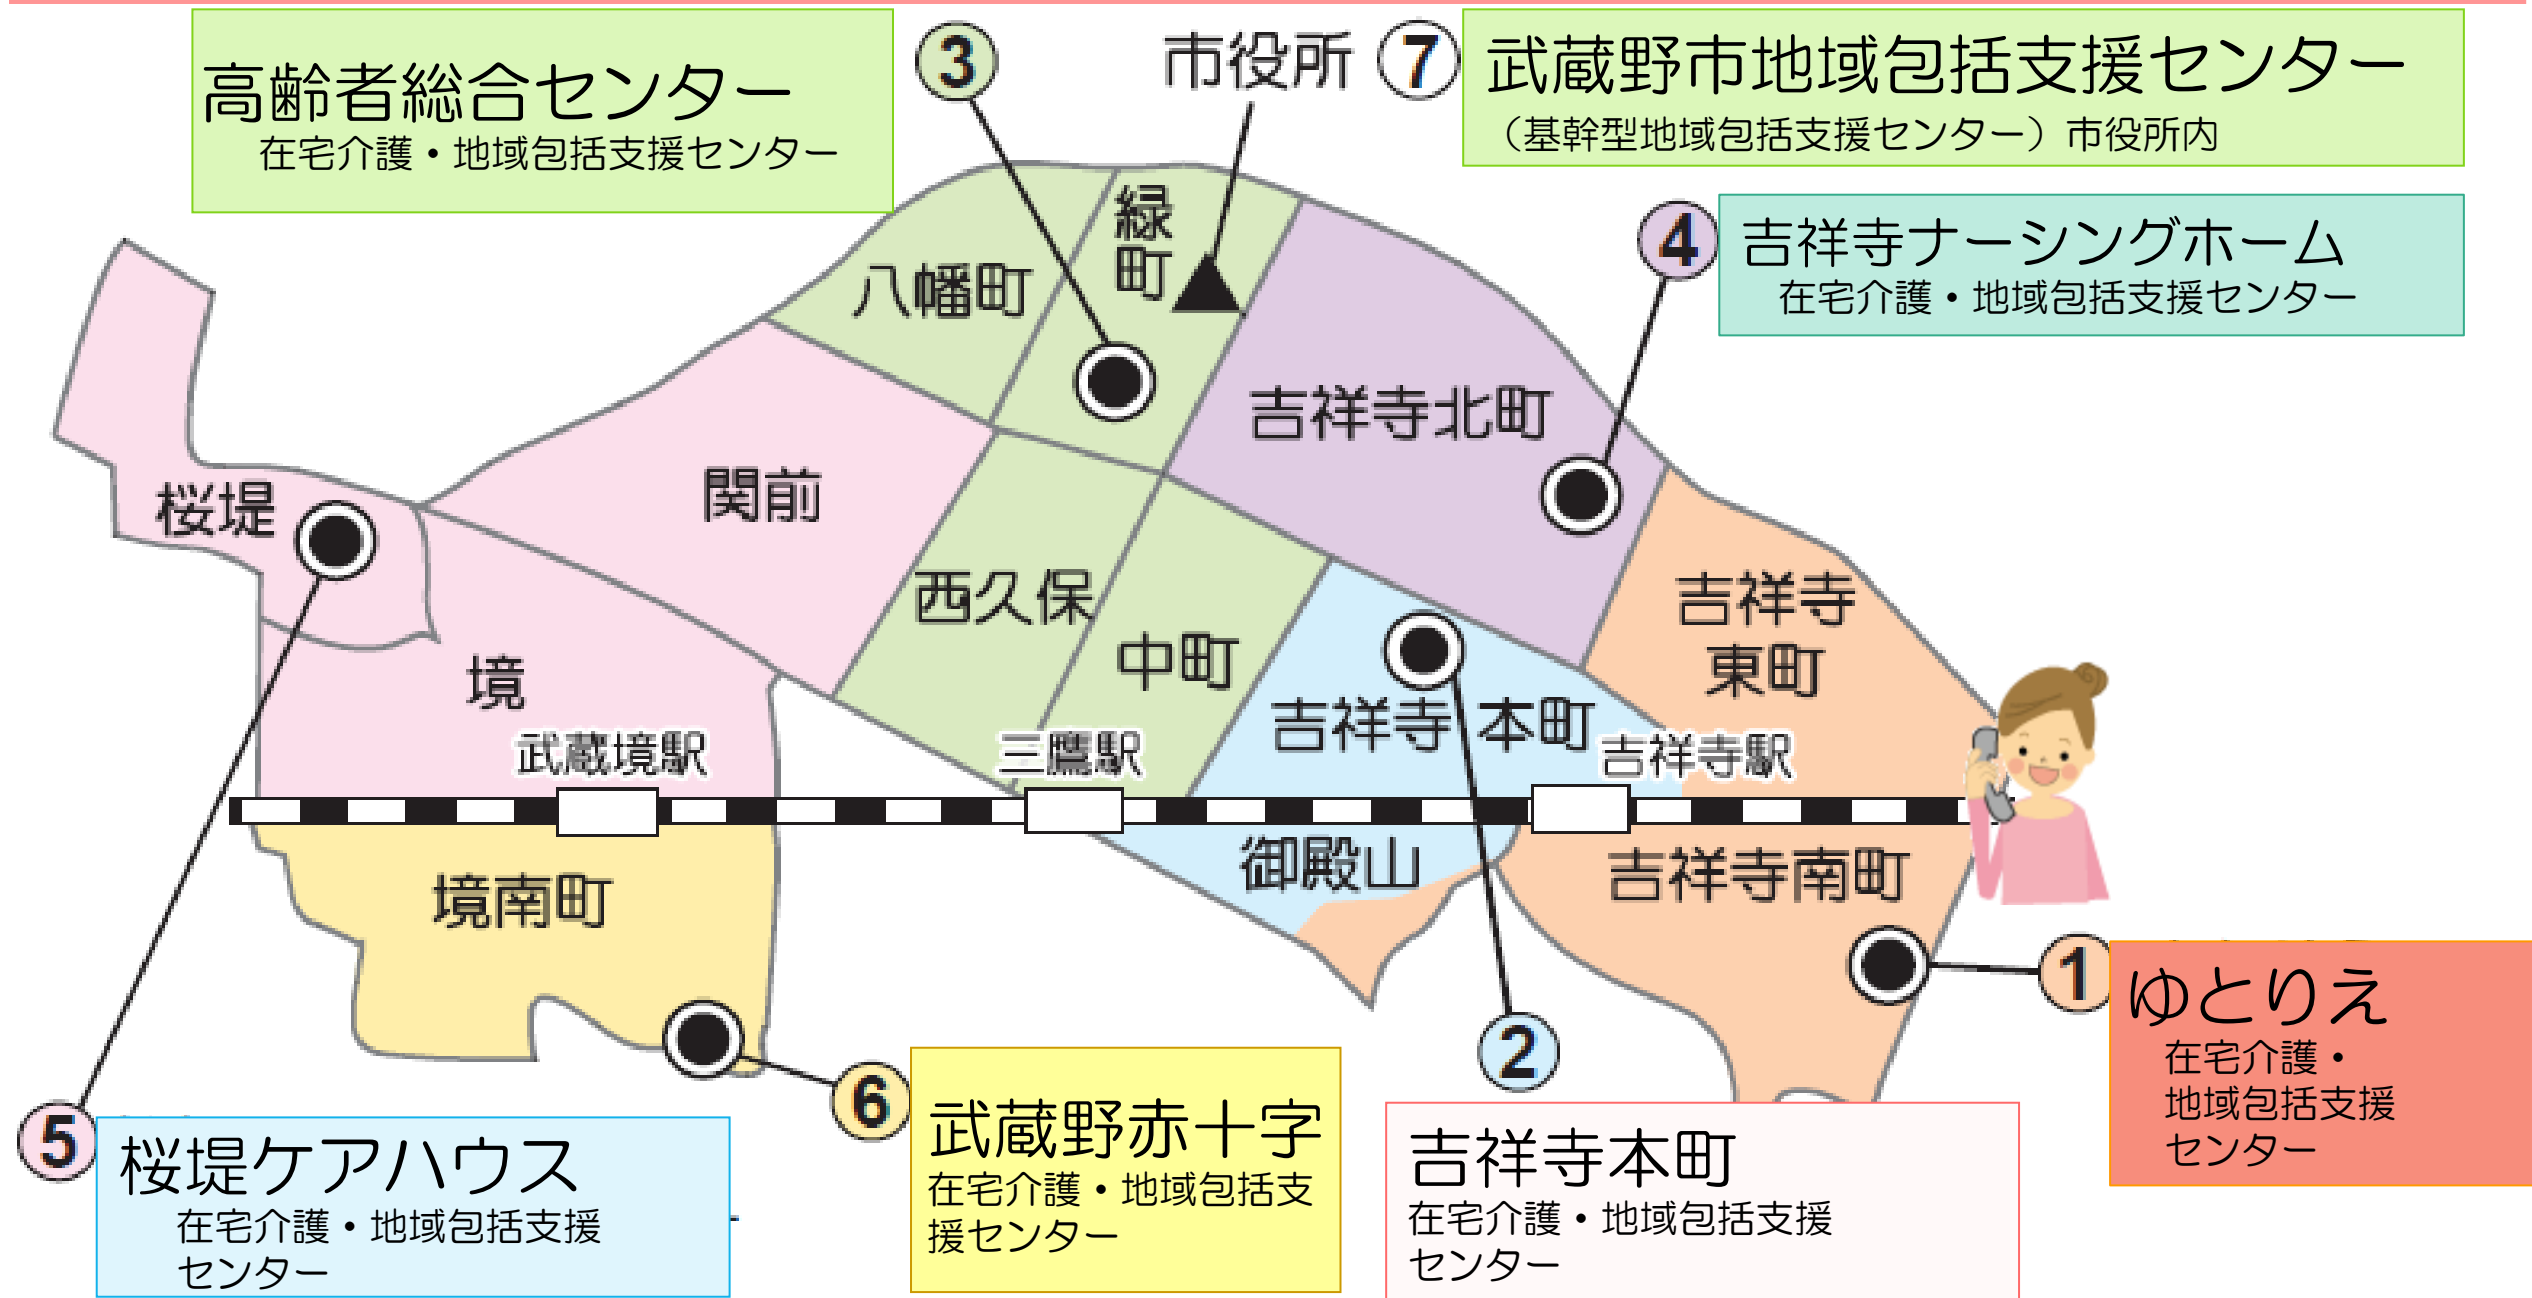 高齢者総合センター
在宅介護・地域包括支援センター
3
市役所
7
武蔵野市地域包括支援センター
（基幹型地域包括支援センター）市役所内
4
吉祥寺ナーシングホーム
在宅介護・地域包括支援センター
緑町
八幡町
吉祥寺北町
関前
桜堤
西久保
吉祥寺
東町
中町
境
吉祥寺 本町
武蔵境駅
三鷹駅
吉祥寺駅
御殿山
吉祥寺南町
境南町
1
ゆとりえ
在宅介護・
地域包括支援
センター
2
吉祥寺本町
在宅介護・地域包括支援
センター
6
武蔵野赤十字
在宅介護・地域包括支
援センター
5
桜堤ケアハウス
在宅介護・地域包括支援
センター